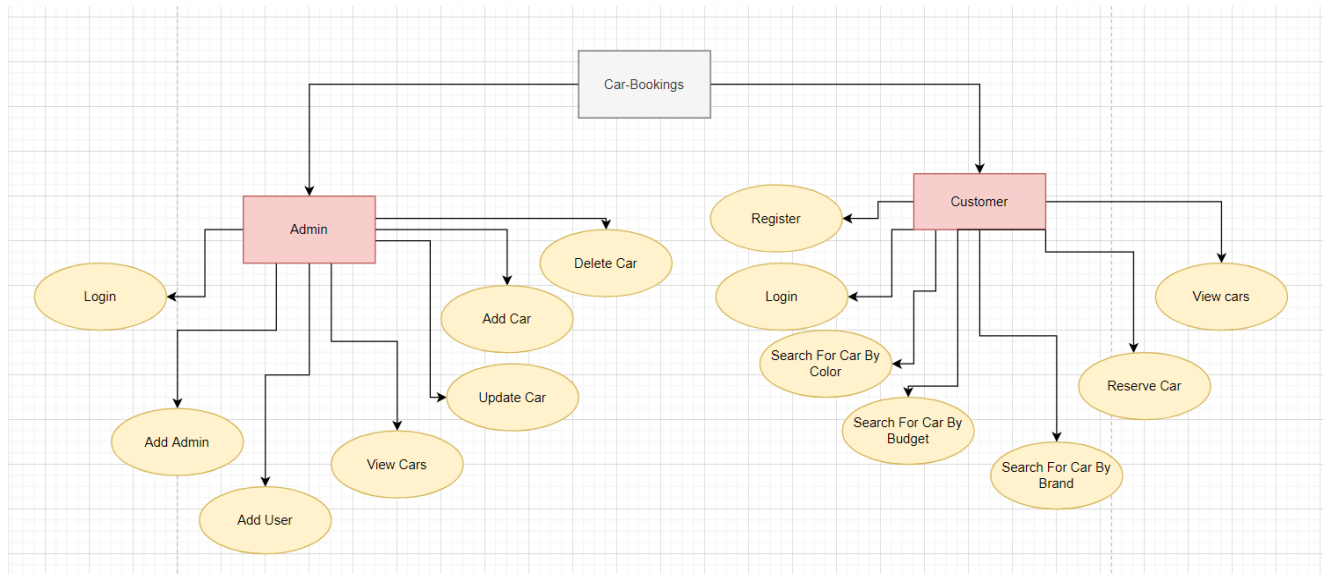 Car-Bookings
Admin
Customer
Register
Delete Car
Login
Add Car
Login
View cars
Search For Car By
Color
Update Car
Reserve Car
Add Admin
Search For Car By
Budget
View Cars
Search For Car By
Brand
Add User